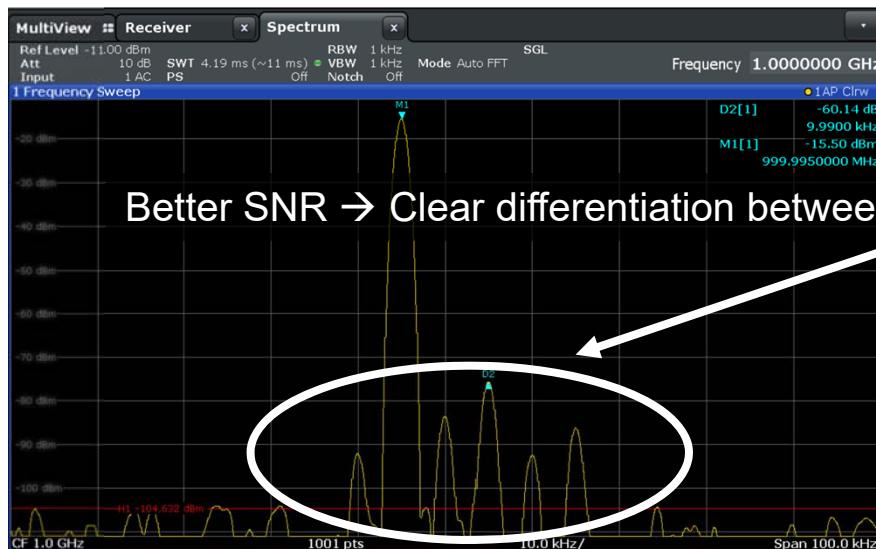 MultiView Receiver x Spectrum x
Ref Level -11.00 dBm RBW 1 kHz SGL
Att 10 dB SWT 4.19 ms (~11 ms) VBW 1 kHz Mode Auto FFT Frequency 1.0000000 GHz
Input 1 AC PS Off Notch Off
1 Frequency Sweep 1AP Clrw
M1
D2[1] -60.14 dB
9.9900 kHz
-20 dBm
M1[1] -15.50 dBm
999.9950000 MHz
-30 dBm
Better SNR → Clear differentiation betwee
-40 dBm
-50 dBm
-60 dBm
-70 dBm
D2
-80 dBm
-90 dBm
-100 dBm
H1 -104.632 dBm
CF 1.0 GHz 1001 pts 10.0 kHz/ Span 100.0 kHz